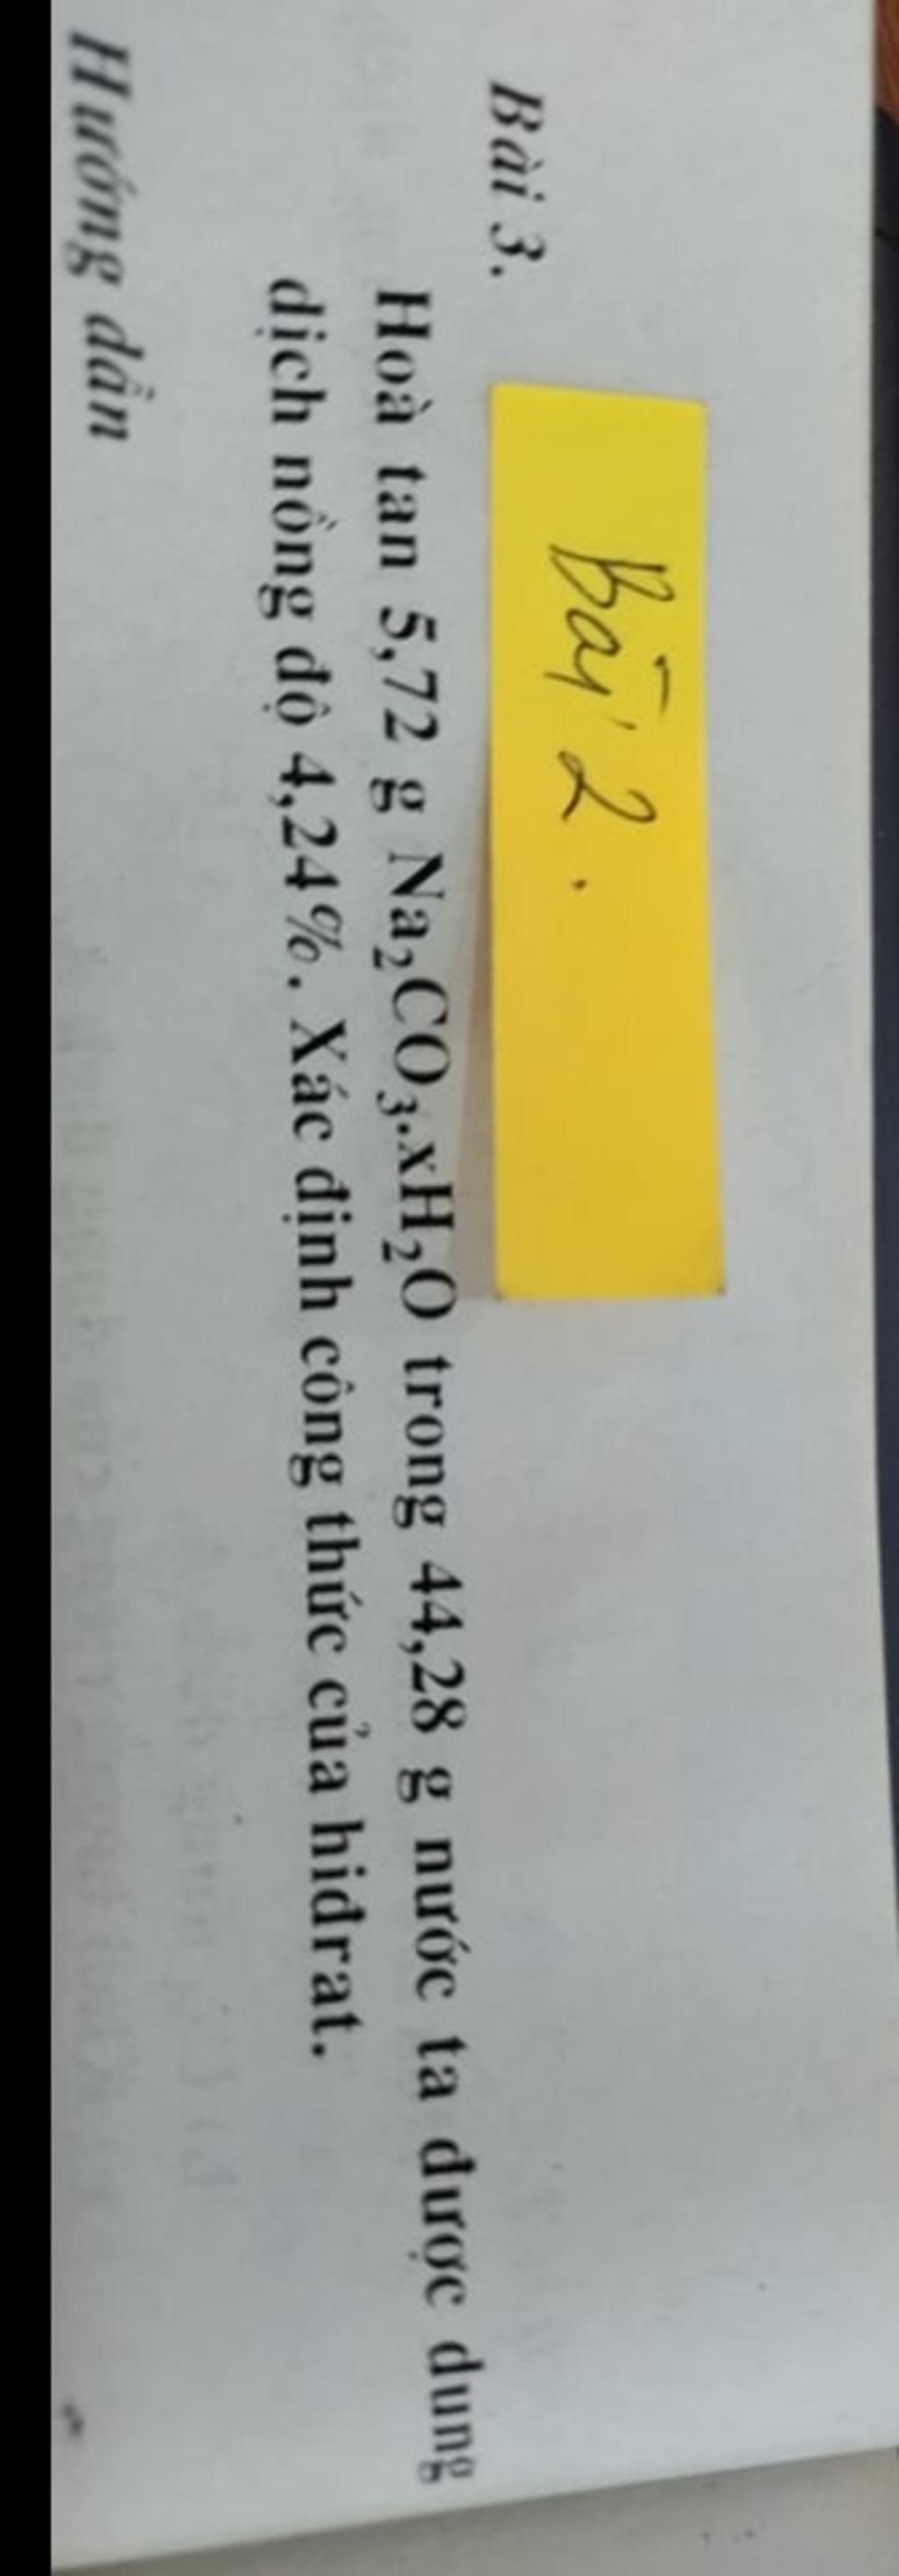 Bài 2.
Bài 3.
Hoà tan 5,72 g Na₂CO₃.xH₂O trong 44,28 g nước ta được dung
dịch nồng độ 4,24%. Xác định công thức của hiđrat.
Hướng dẫn